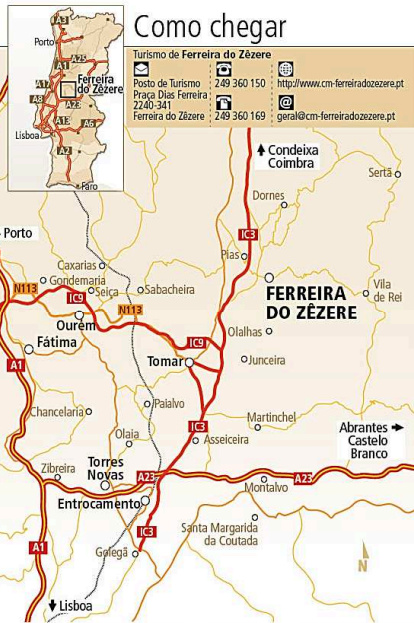 Como chegar
Turismo de Ferreira do Zêzere
Posto de Turismo
Praça Dias Ferreira
2240-341
Ferreira do Zêzere
249 360 150
249 360 169
http://www.cm-ferreiradozezere.pt
@
geral@cm-ferreiradozezere.pt
A3
Porto
A25
A1
Ferreira
do Zêzere
A17
A8
A23
A13
A6
Lisboa
A2
Faro
Condeixa
Coimbra
Sertã
Dornes
Porto
IC3
Pias
Caxarias
Gondemaria
Seiça
Sabacheira
N113
IC9
N113
FERREIRA
DO ZÊZERE
Vila
de Rei
Ourém
Fátima
Olalhas
IC9
Tomar
Junceira
A1
Chancelaria
Paialvo
Martinchel
IC3
Abrantes
Castelo
Branco
Olaia
Asseiceira
Zibreira
Torres
Novas
A23
A23
Montalvo
Entrocamento
IC3
Santa Margarida
da Coutada
A1
Golegã
N
Lisboa